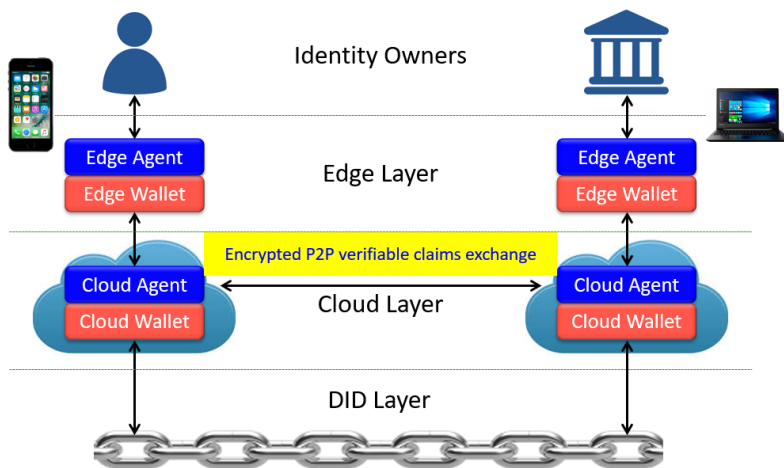 Identity Owners
Edge Agent
Edge Wallet
Edge Layer
Edge Agent
Edge Wallet
Encrypted P2P verifiable claims exchange
Cloud Agent
Cloud Wallet
Cloud Layer
Cloud Agent
Cloud Wallet
DID Layer